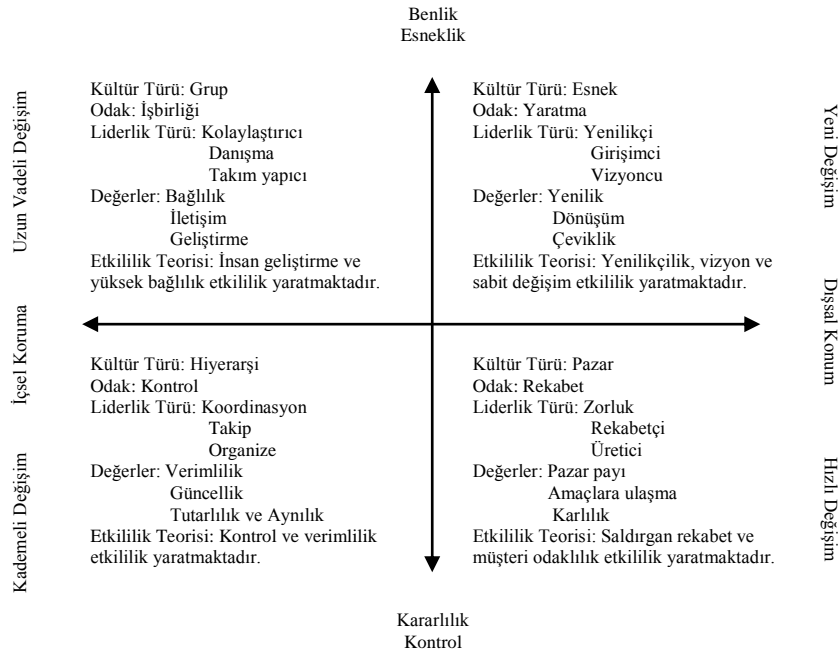 Benlik
Esneklik
Uzun Vadeli Değişim
Kültür Türü: Grup
Odak: İşbirliği
Liderlik Türü: Kolaylaştırıcı
Danışma
Takım yapıcı
Değerler: Bağlılık
İletişim
Geliştirme
Etkililik Teorisi: İnsan geliştirme ve
yüksek bağlılık etkililik yaratmaktadır.
Kültür Türü: Esnek
Odak: Yaratma
Liderlik Türü: Yenilikçi
Girişimci
Vizyoncu
Değerler: Yenilik
Dönüşüm
Çeviklik
Etkililik Teorisi: Yenilikçilik, vizyon ve
sabit değişim etkililik yaratmaktadır.
Yeni Değişim
İçsel Koruma
Dışsal Konum
Kademeli Değişim
Kültür Türü: Hiyerarşi
Odak: Kontrol
Liderlik Türü: Koordinasyon
Takip
Organize
Değerler: Verimlilik
Güncellik
Tutarlılık ve Aynılık
Etkililik Teorisi: Kontrol ve verimlilik
etkililik yaratmaktadır.
Kültür Türü: Pazar
Odak: Rekabet
Liderlik Türü: Zorluk
Rekabetçi
Üretici
Değerler: Pazar payı
Amaçlara ulaşma
Karlılık
Etkililik Teorisi: Saldırgan rekabet ve
müşteri odaklılık etkililik yaratmaktadır.
Hızlı Değişim
Kararlılık
Kontrol